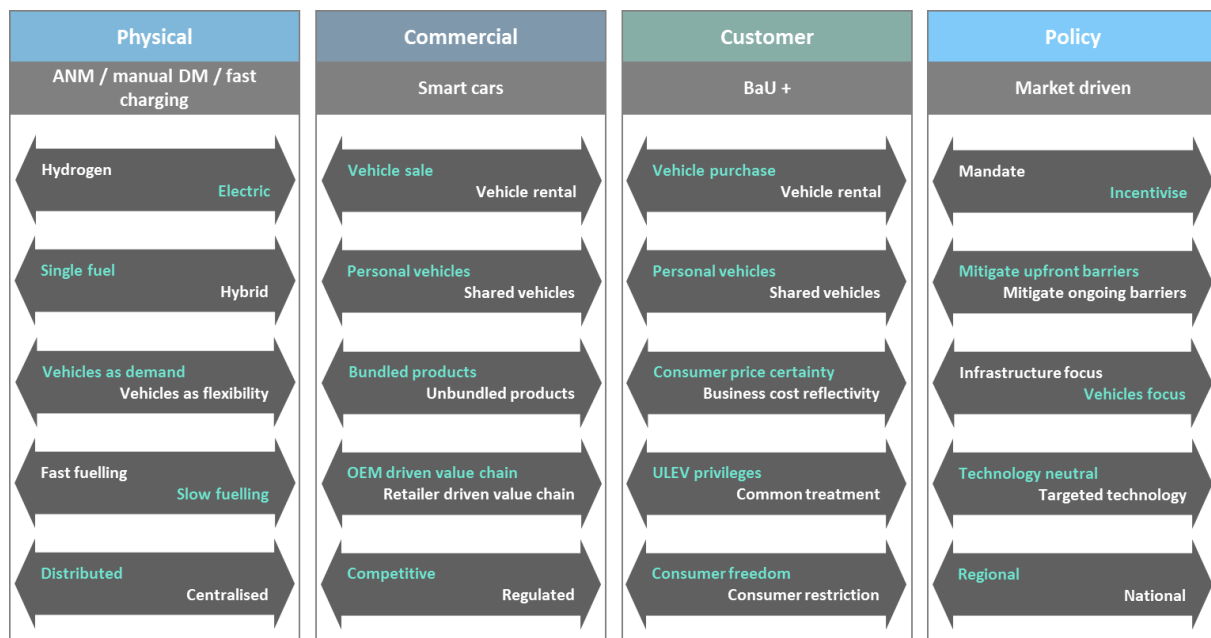 Physical
ANM / manual DM / fast
charging
Hydrogen
Electric
Single fuel
Hybrid
Vehicles as demand
Vehicles as flexibility
Fast fuelling
Slow fuelling
Distributed
Centralised
Commercial
Smart cars
Vehicle sale
Vehicle rental
Personal vehicles
Shared vehicles
Bundled products
Unbundled products
OEM driven value chain
Retailer driven value chain
Competitive
Regulated
Customer
BaU +
Vehicle purchase
Vehicle rental
Personal vehicles
Shared vehicles
Consumer price certainty
Business cost reflectivity
ULEV privileges
Common treatment
Consumer freedom
Consumer restriction
Policy
Market driven
Mandate
Incentivise
Mitigate upfront barriers
Mitigate ongoing barriers
Infrastructure focus
Vehicles focus
Technology neutral
Targeted technology
Regional
National